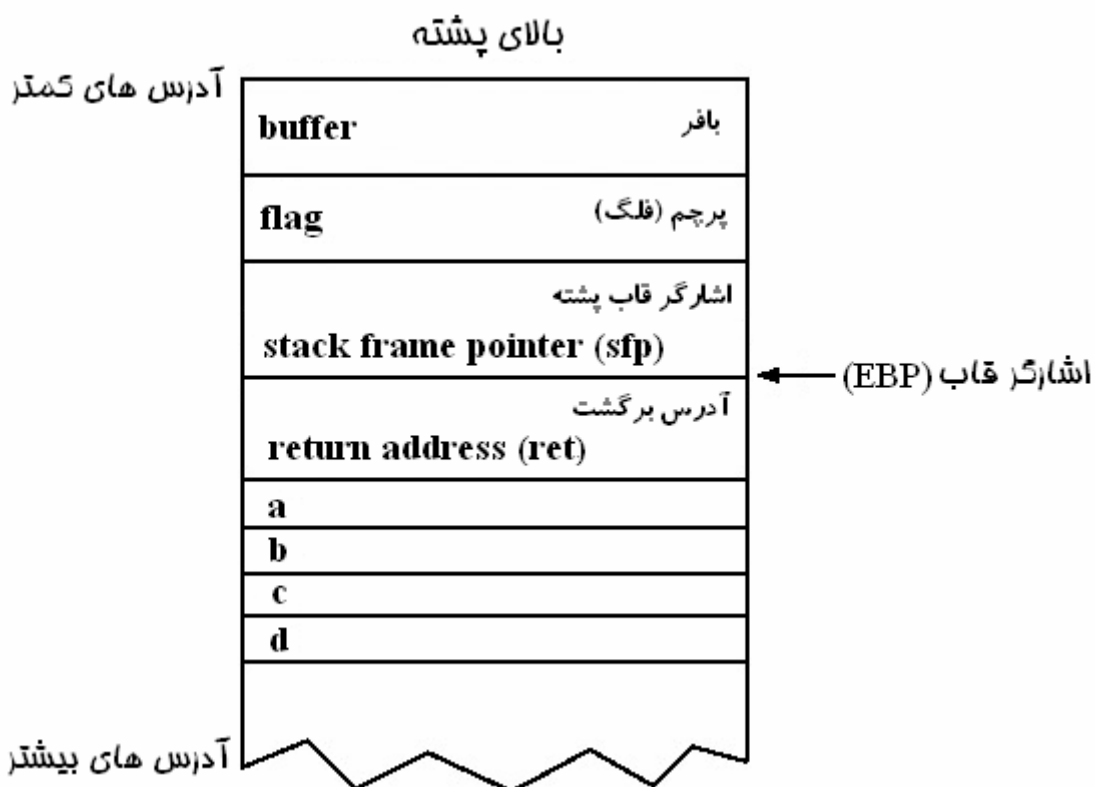 بالای پشته
آدرس های کمتر
buffer بافر
flag پرچم (فلگ)
اشارگر قاب پشته
stack frame pointer (sfp)
اشارگر قاب (EBP)
آدرس برگشت
return address (ret)
a
b
c
d
آدرس های بیشتر